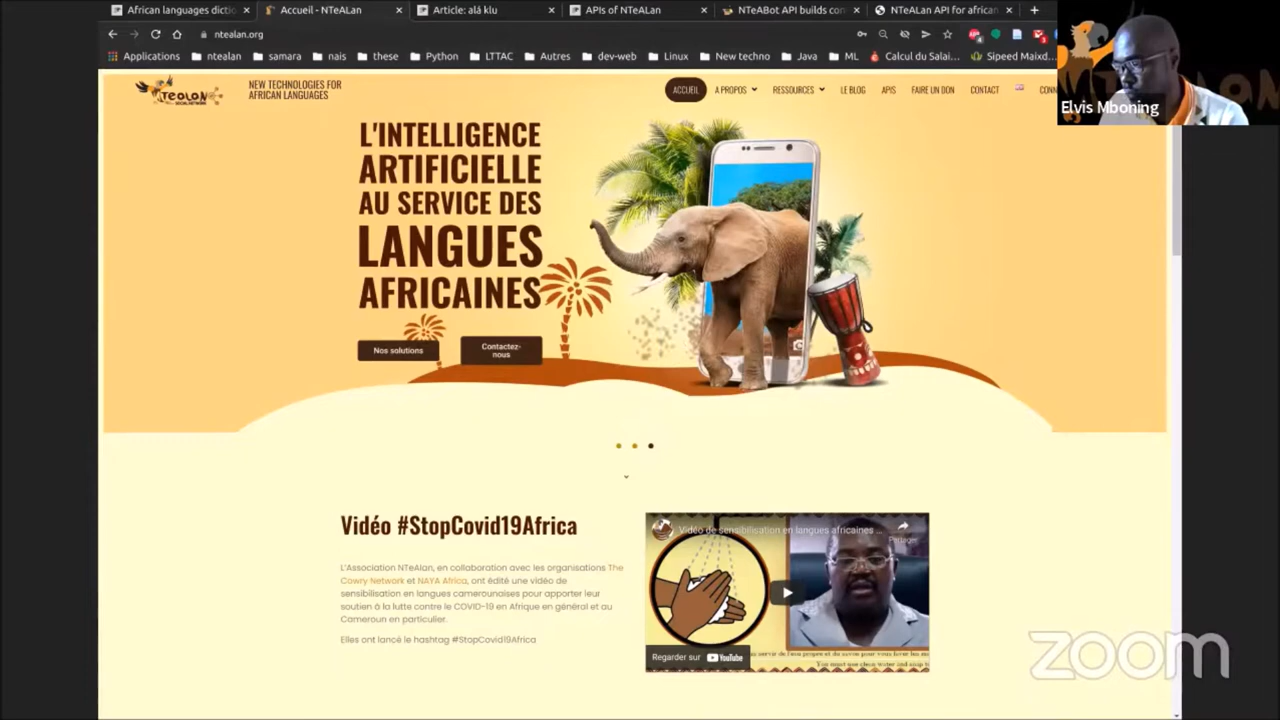 African languages dictio
Accueil - NTeALan
Article: alá klu
APIs of NTeALan
NTeABot API builds con
NTeALan API for african
ntealan.org
Applications
ntealan
samara
nais
these
Python
LTTAC
Autres
dev-web
Linux
New techno
Java
ML
Calcul du Salai...
Sipeed Maixd...
Elvis Mboning
NTEALAN
SOCIAL NETWORK
NEW TECHNOLOGIES FOR
AFRICAN LANGUAGES
ACCUEIL
A PROPOS
RESSOURCES
LE BLOG
APIS
FAIRE UN DON
CONTACT
CONN
L'INTELLIGENCE
ARTIFICIELLE
AU SERVICE DES
LANGUES
AFRICAINES
Nos solutions
Contactez-
nous
Vidéo #StopCovid19Africa
L'Association NTeAlan, en collaboration avec les organisations The
Cowry Network et NAYA Africa, ont édité une vidéo de
sensibilisation en langues camerounaises pour apporter leur
soutien à la lutte contre le COVID-19 en Afrique en général et au
Cameroun en particulier.
Elles ont lancé le hashtag #StopCovid19Africa
Vidéo de sensibilisation en langues africaines ...
Partager
Regarder sur YouTube
zoom